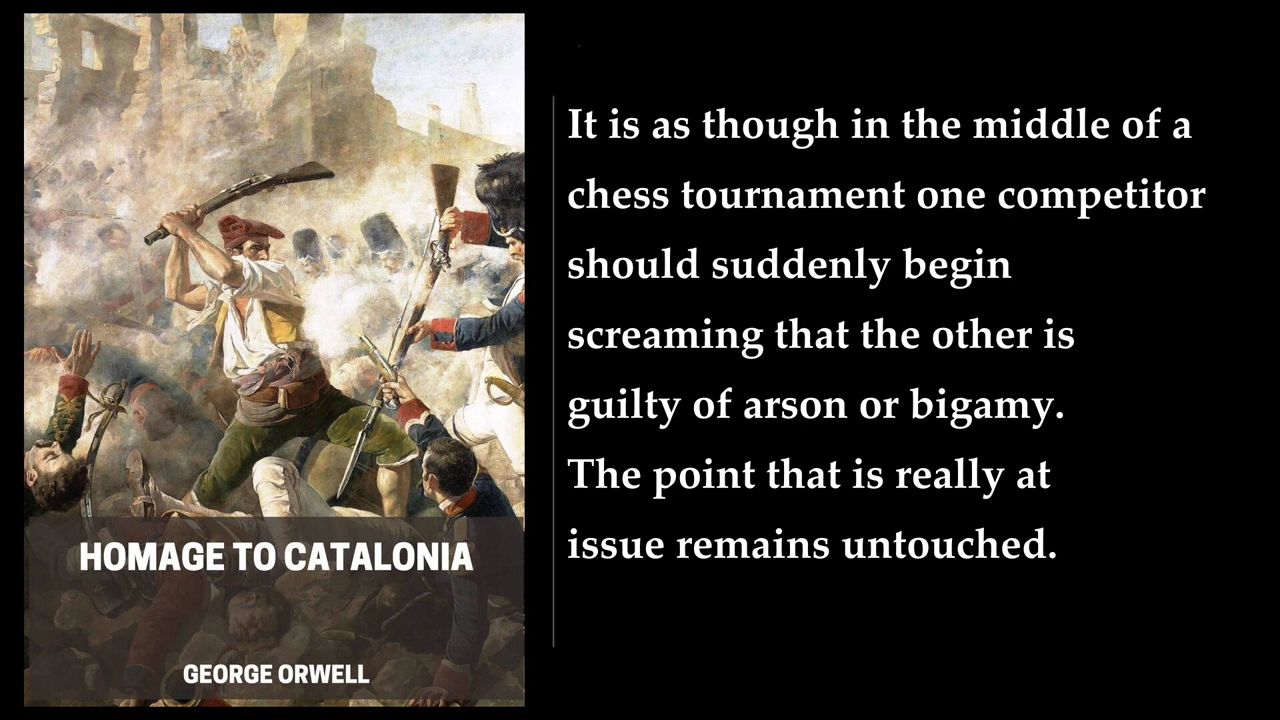 HOMAGE TO CATALONIA
GEORGE ORWELL
It is as though in the middle of a
chess tournament one competitor
should suddenly begin
screaming that the other is
guilty of arson or bigamy.
The point that is really at
issue remains untouched.